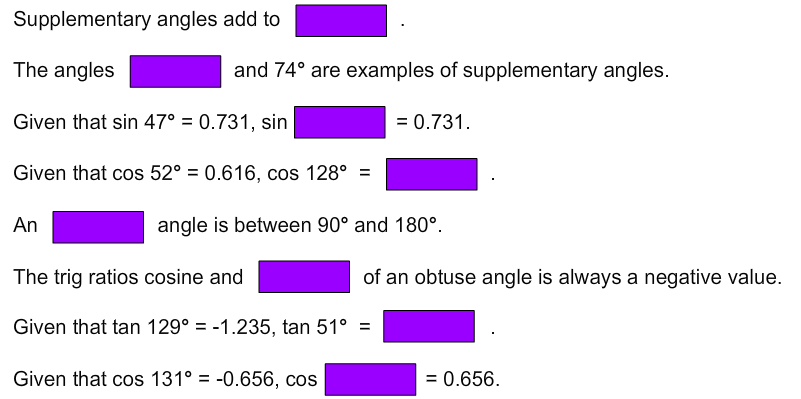 Supplementary angles add to .
The angles and 74° are examples of supplementary angles.
Given that sin 47° = 0.731, sin = 0.731.
Given that cos 52° = 0.616, cos 128° = .
An angle is between 90° and 180°.
The trig ratios cosine and of an obtuse angle is always a negative value.
Given that tan 129° = -1.235, tan 51° = .
Given that cos 131° = -0.656, cos = 0.656.